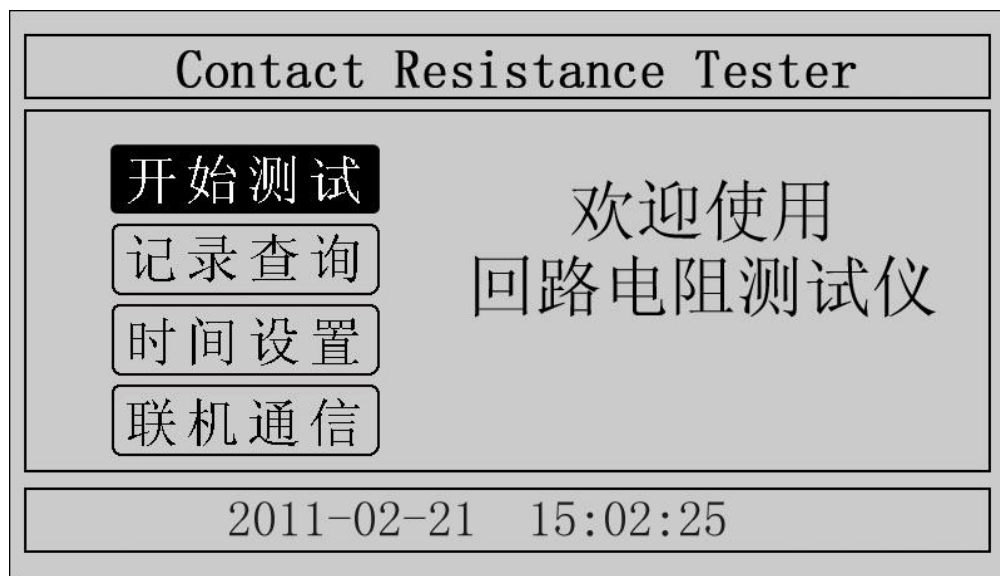 Contact Resistance Tester
开始测试
记录查询
时间设置
联机通信
欢迎使用
回路电阻测试仪
2011-02-21 15:02:25